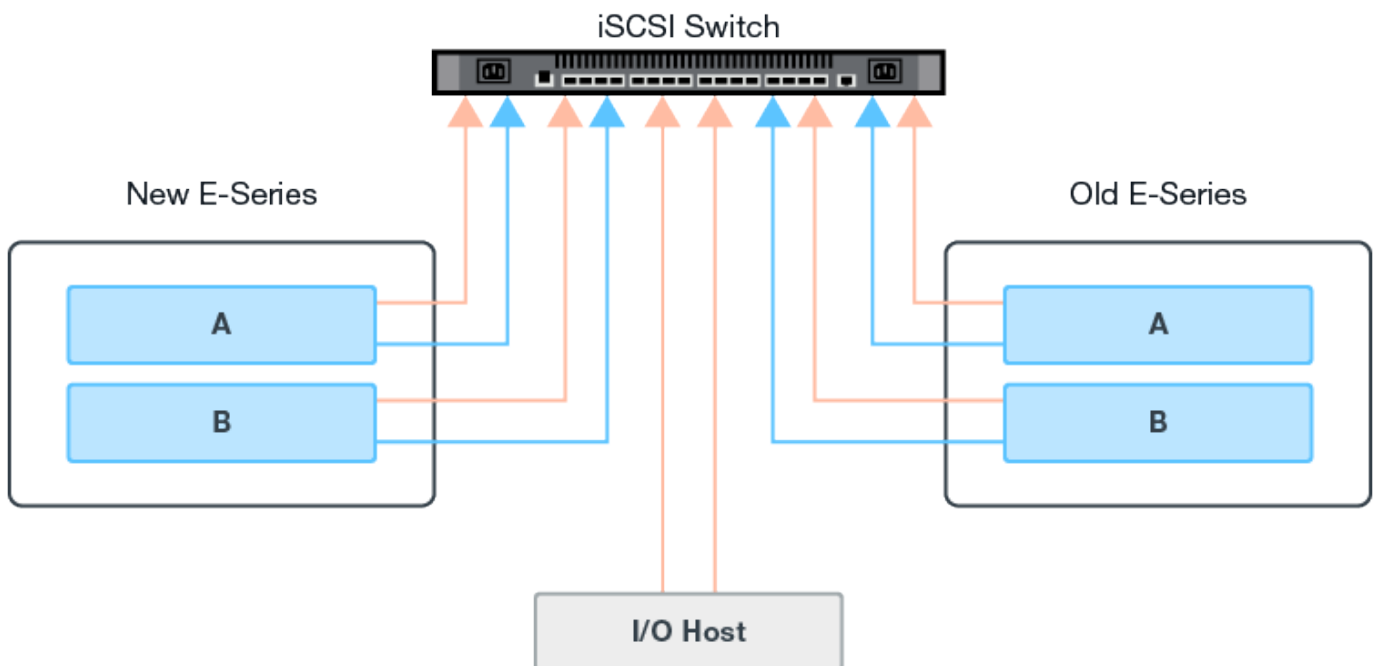 iSCSI Switch
New E-Series
Old E-Series
A
A
B
B
I/O Host